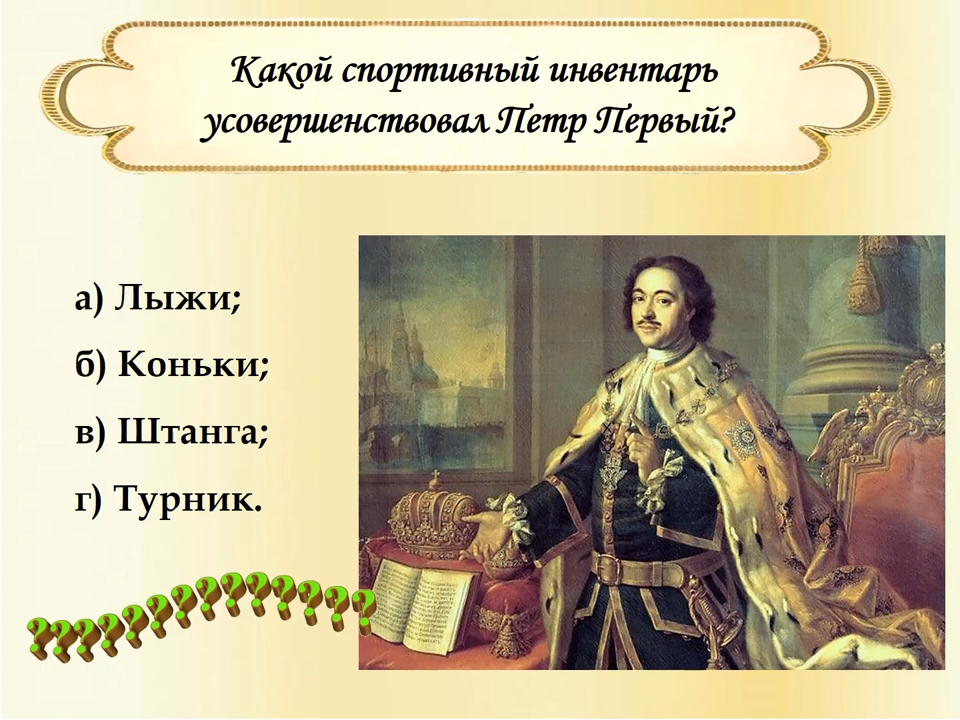 Какой спортивный инвентарь
усовершенствовал Петр Первый?
а) Лыжи;
б) Коньки;
в) Штанга;
г) Турник.
???????????????